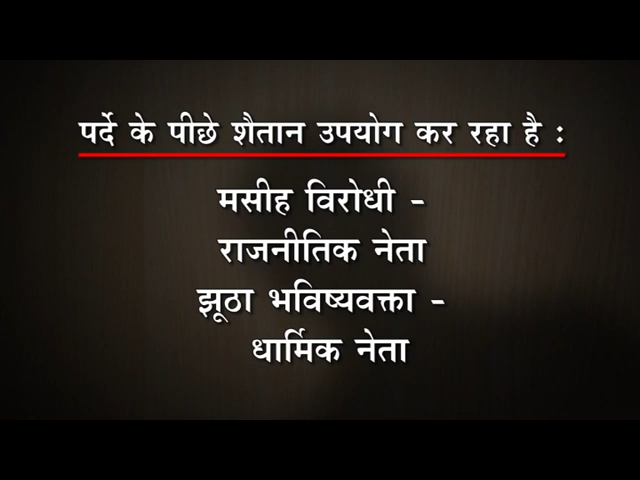 पर्दे के पीछे शैतान उपयोग कर रहा है :
मसीह विरोधी -
राजनीतिक नेता
झूठा भविष्यवक्ता -
धार्मिक नेता